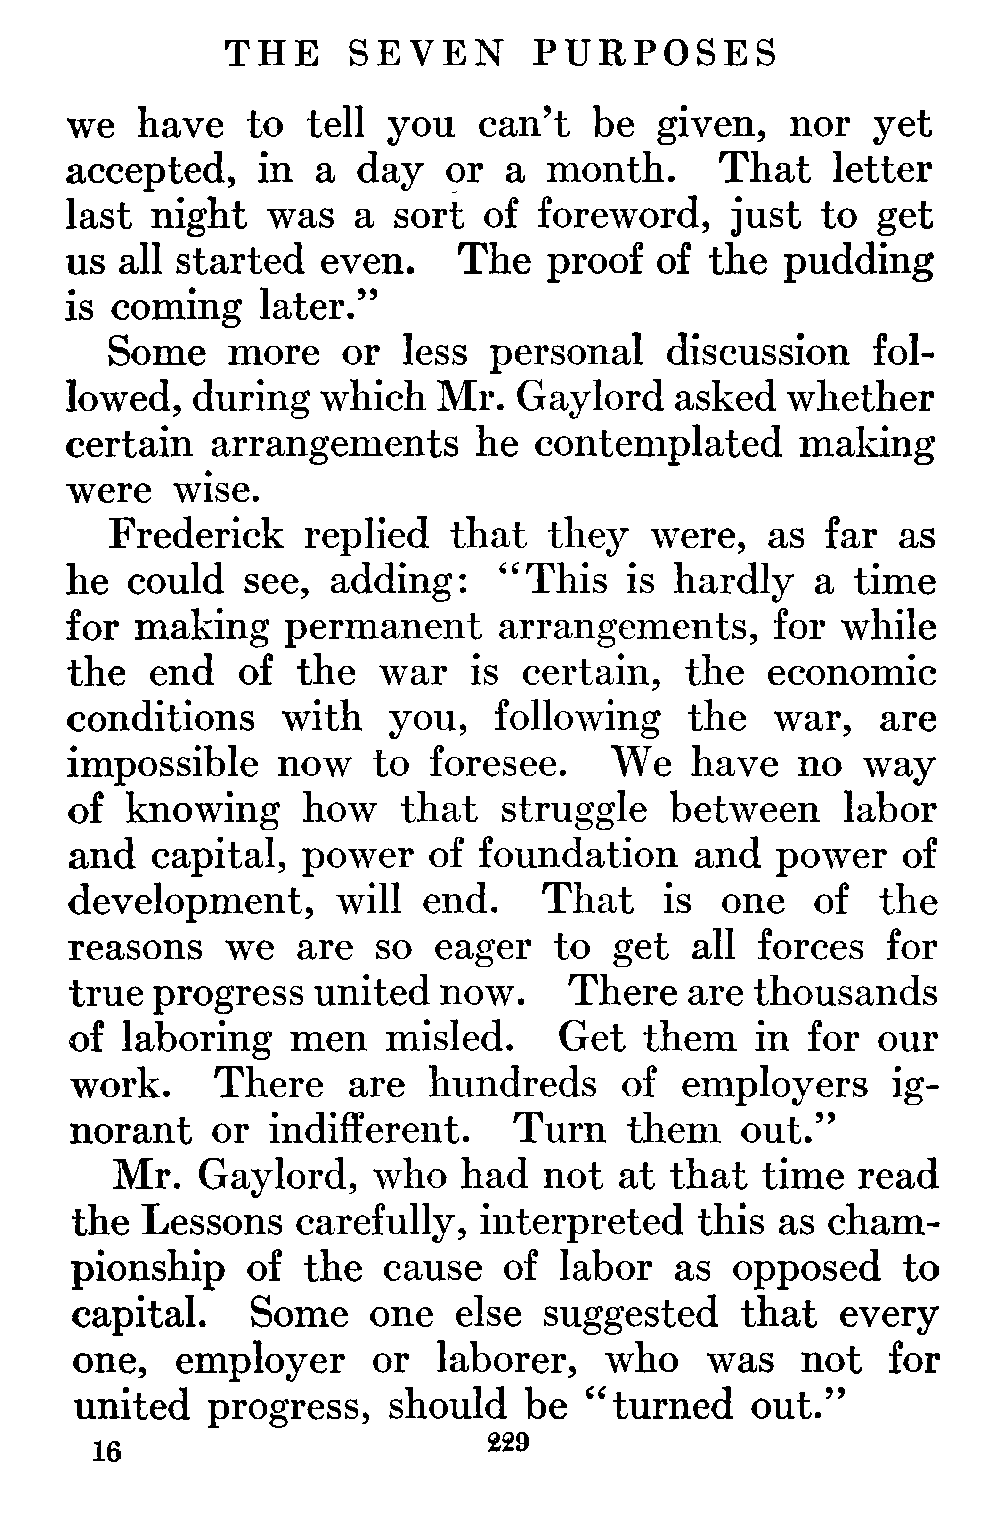 THE SEVEN PURPOSES
we have to tell you can't be given, nor yet
accepted, in a day or a month. That letter
last night was a sort of foreword, just to get
us all started even. The proof of the pudding
is coming later."
Some more or less personal discussion fol-
lowed, during which Mr. Gaylord asked whether
certain arrangements he contemplated making
were wise.
Frederick replied that they were, as far as
he could see, adding: "This is hardly a time
for making permanent arrangements, for while
the end of the war is certain, the economic
conditions with you, following the war, are
impossible now to foresee. We have no way
of knowing how that struggle between labor
and capital, power of foundation and power of
development, will end. That is one of the
reasons we are so eager to get all forces for
true progress united now. There are thousands
of laboring men misled. Get them in for our
work. There are hundreds of employers ig-
norant or indifferent. Turn them out."
Mr. Gaylord, who had not at that time read
the Lessons carefully, interpreted this as cham-
pionship of the cause of labor as opposed to
capital. Some one else suggested that every
one, employer or laborer, who was not for
united progress, should be "turned out."
16 229